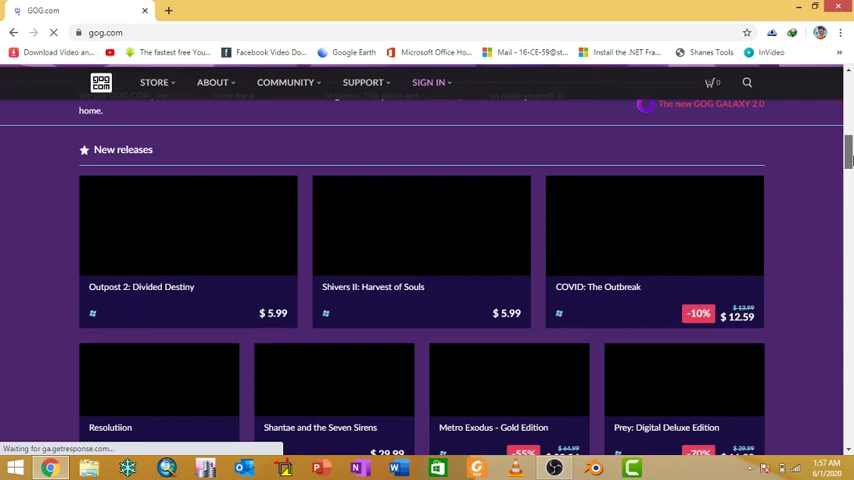 GOG.com
gog.com
Download Video an... The fastest free You... Facebook Video Do... Google Earth Microsoft Office Ho... Mail - 16-CE-59@st... Install the .NET Fra... Shanes Tools InVideo
gog
com
STORE ABOUT COMMUNITY SUPPORT SIGN IN 0
home.
The new GOG GALAXY 2.0
New releases
Outpost 2: Divided Destiny
$ 5.99
Shivers II: Harvest of Souls
$ 5.99
COVID: The Outbreak
-10%
$ 13.99
$ 12.59
Resolutiion
Shantae and the Seven Sirens
$ 29.99
Metro Exodus - Gold Edition
-55%
$ 64.99
Prey: Digital Deluxe Edition
-70%
$ 39.99
Waiting for ga.getresponse.com...
1:57 AM
6/1/2020